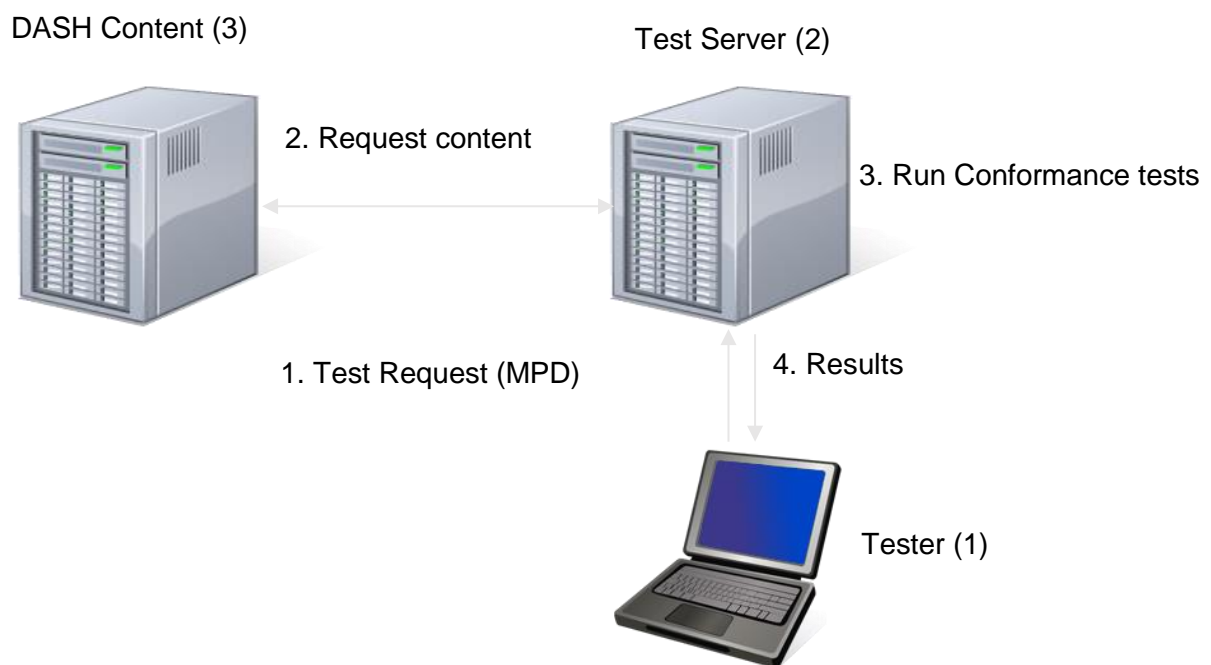 DASH Content (3)
Test Server (2)
2. Request content
3. Run Conformance tests
1. Test Request (MPD)
4. Results
Tester (1)